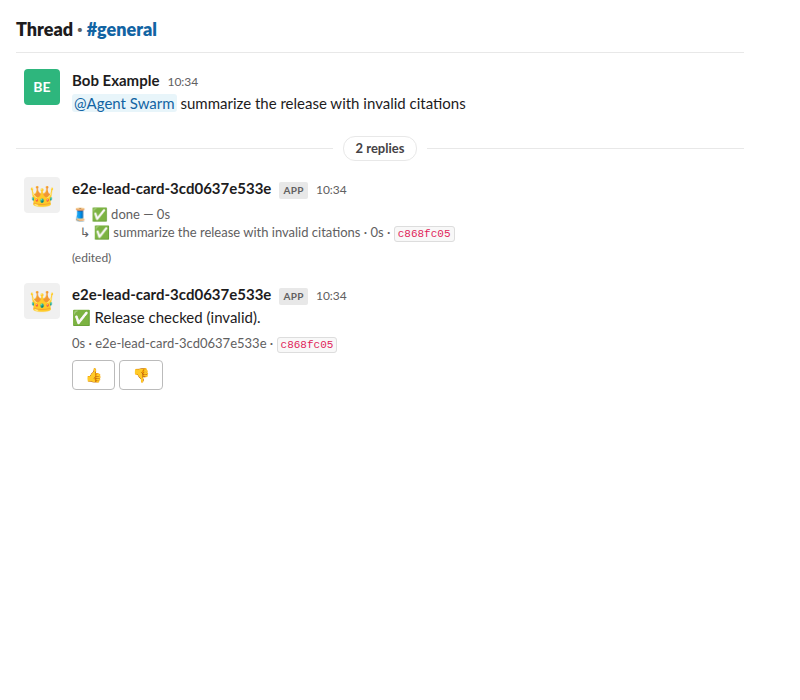 Thread • #general
BE
Bob Example 10:34
@Agent Swarm summarize the release with invalid citations
2 replies
e2e-lead-card-3cd0637e533e APP 10:34
🧵 ✅ done — 0s
↳ ✅ summarize the release with invalid citations · 0s · c868fc05
(edited)
e2e-lead-card-3cd0637e533e APP 10:34
✅ Release checked (invalid).
0s · e2e-lead-card-3cd0637e533e · c868fc05
👍 👎